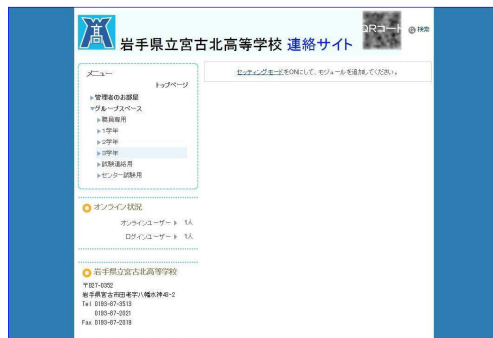 岩手県立宮古北高等学校 連絡サイト
QRコード
検索
メニュー
トップページ
管理者のお部屋
グループスペース
職員専用
1学年
2学年
3学年
試験連絡用
センター試験用
セッティングモードをONにして、モジュールを追加してください。
オンライン状況
オンラインユーザー 1人
ログインユーザー 1人
岩手県立宮古北高等学校
〒027-0352
岩手県宮古市田老字八幡水神43-2
Tel 0193-87-3513
0193-87-2021
Fax 0193-87-2018